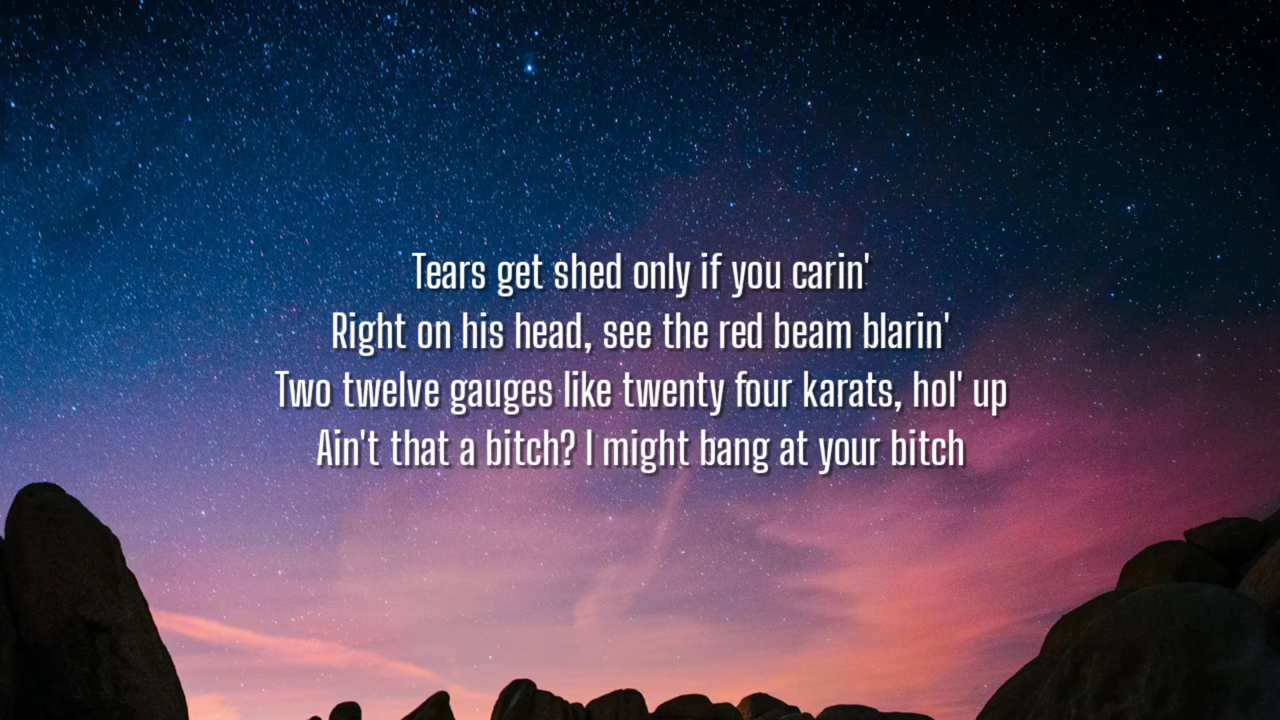 Tears get shed only if you carin'
Right on his head, see the red beam blarin'
Two twelve gauges like twenty four karats, hol' up
Ain't that a bitch? I might bang at your bitch